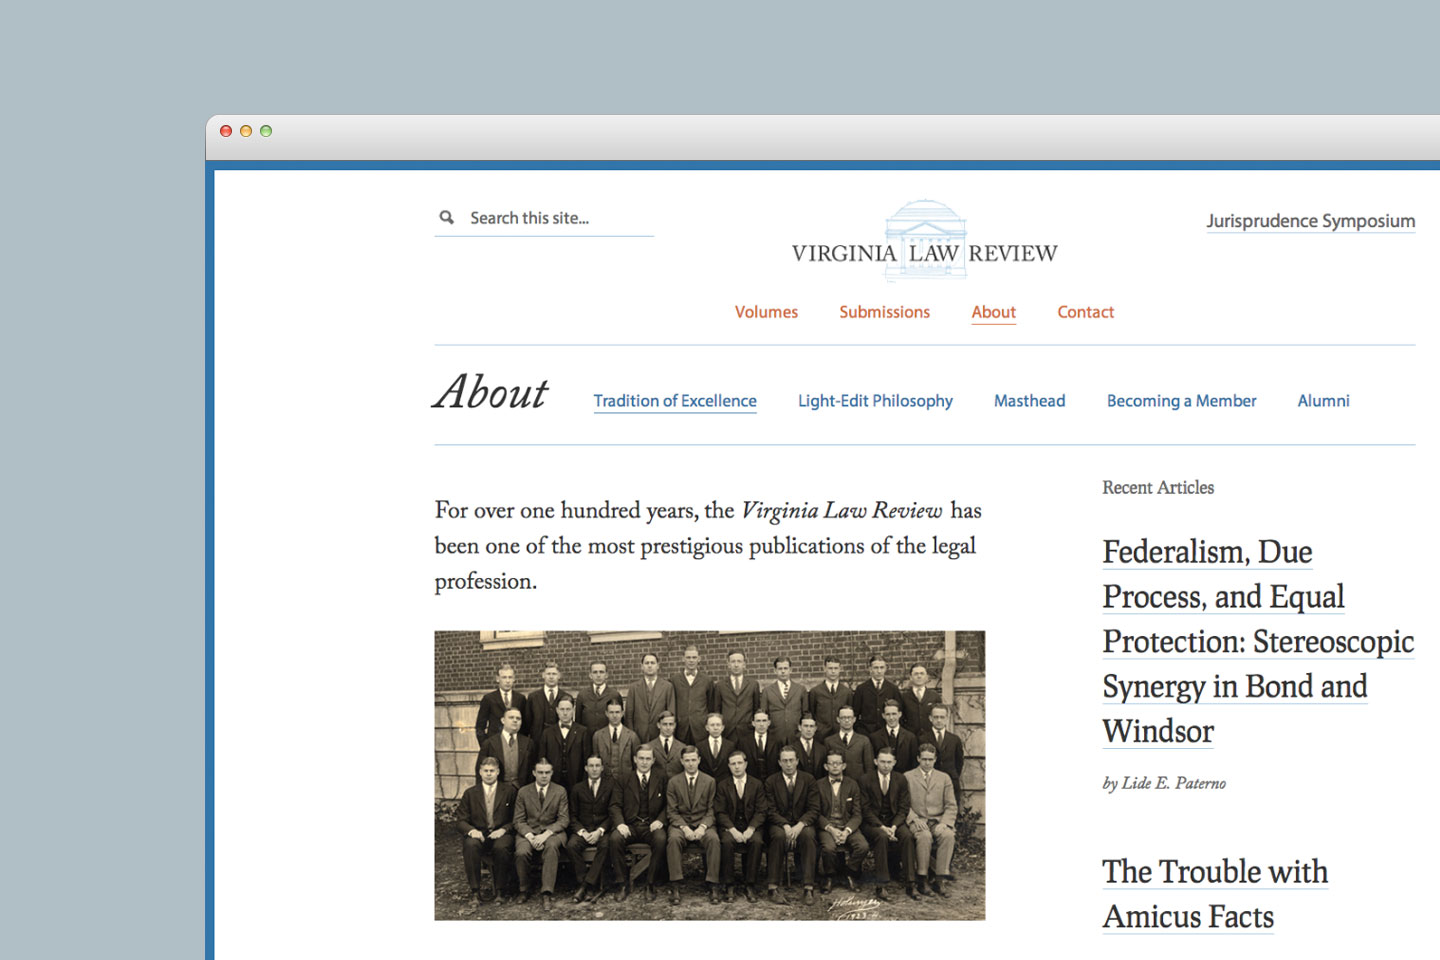 Search this site...
VIRGINIA LAW REVIEW
Jurisprudence Symposium
Volumes Submissions About Contact
About
Tradition of Excellence Light-Edit Philosophy Masthead Becoming a Member Alumni
For over one hundred years, the Virginia Law Review has
been one of the most prestigious publications of the legal
profession.
Recent Articles
Federalism, Due
Process, and Equal
Protection: Stereoscopic
Synergy in Bond and
Windsor
by Lide E. Paterno
The Trouble with
Amicus Facts